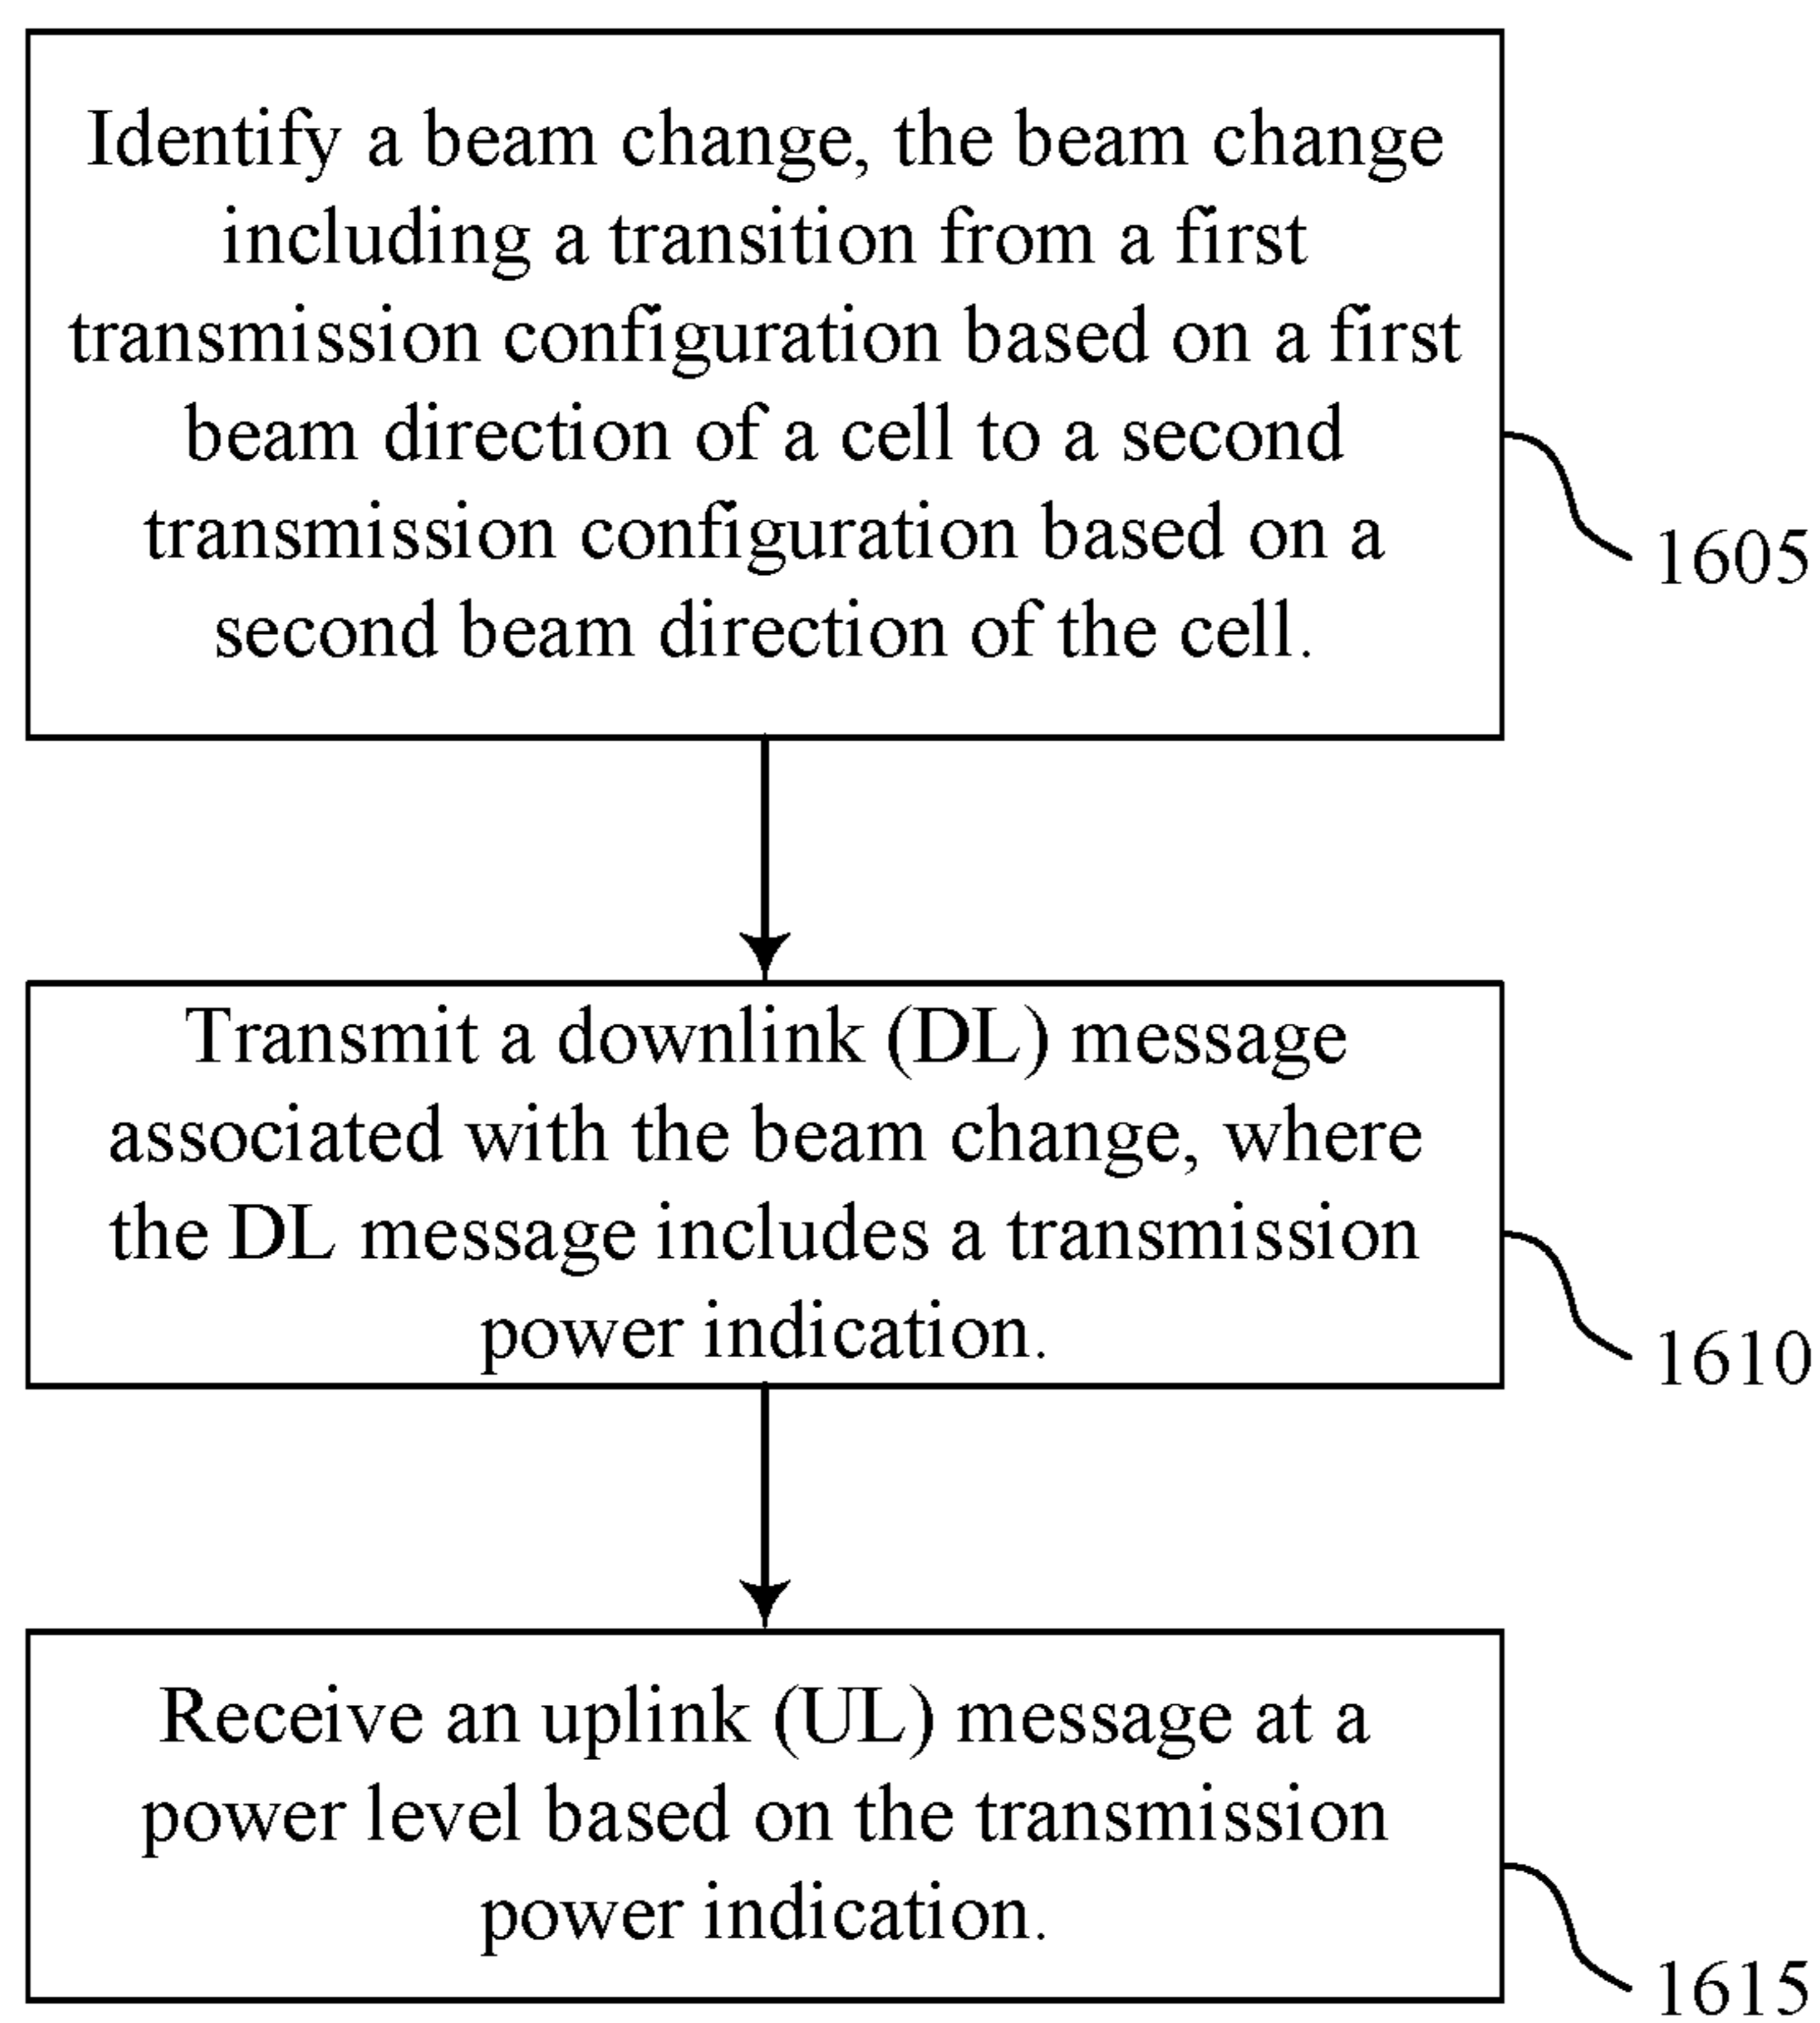 Identify a beam change, the beam change
including a transition from a first
transmission configuration based on a first
beam direction of a cell to a second
transmission configuration based on a
second beam direction of the cell.
1605
Transmit a downlink (DL) message
associated with the beam change, where
the DL message includes a transmission
power indication.
1610
Receive an uplink (UL) message at a
power level based on the transmission
power indication.
1615